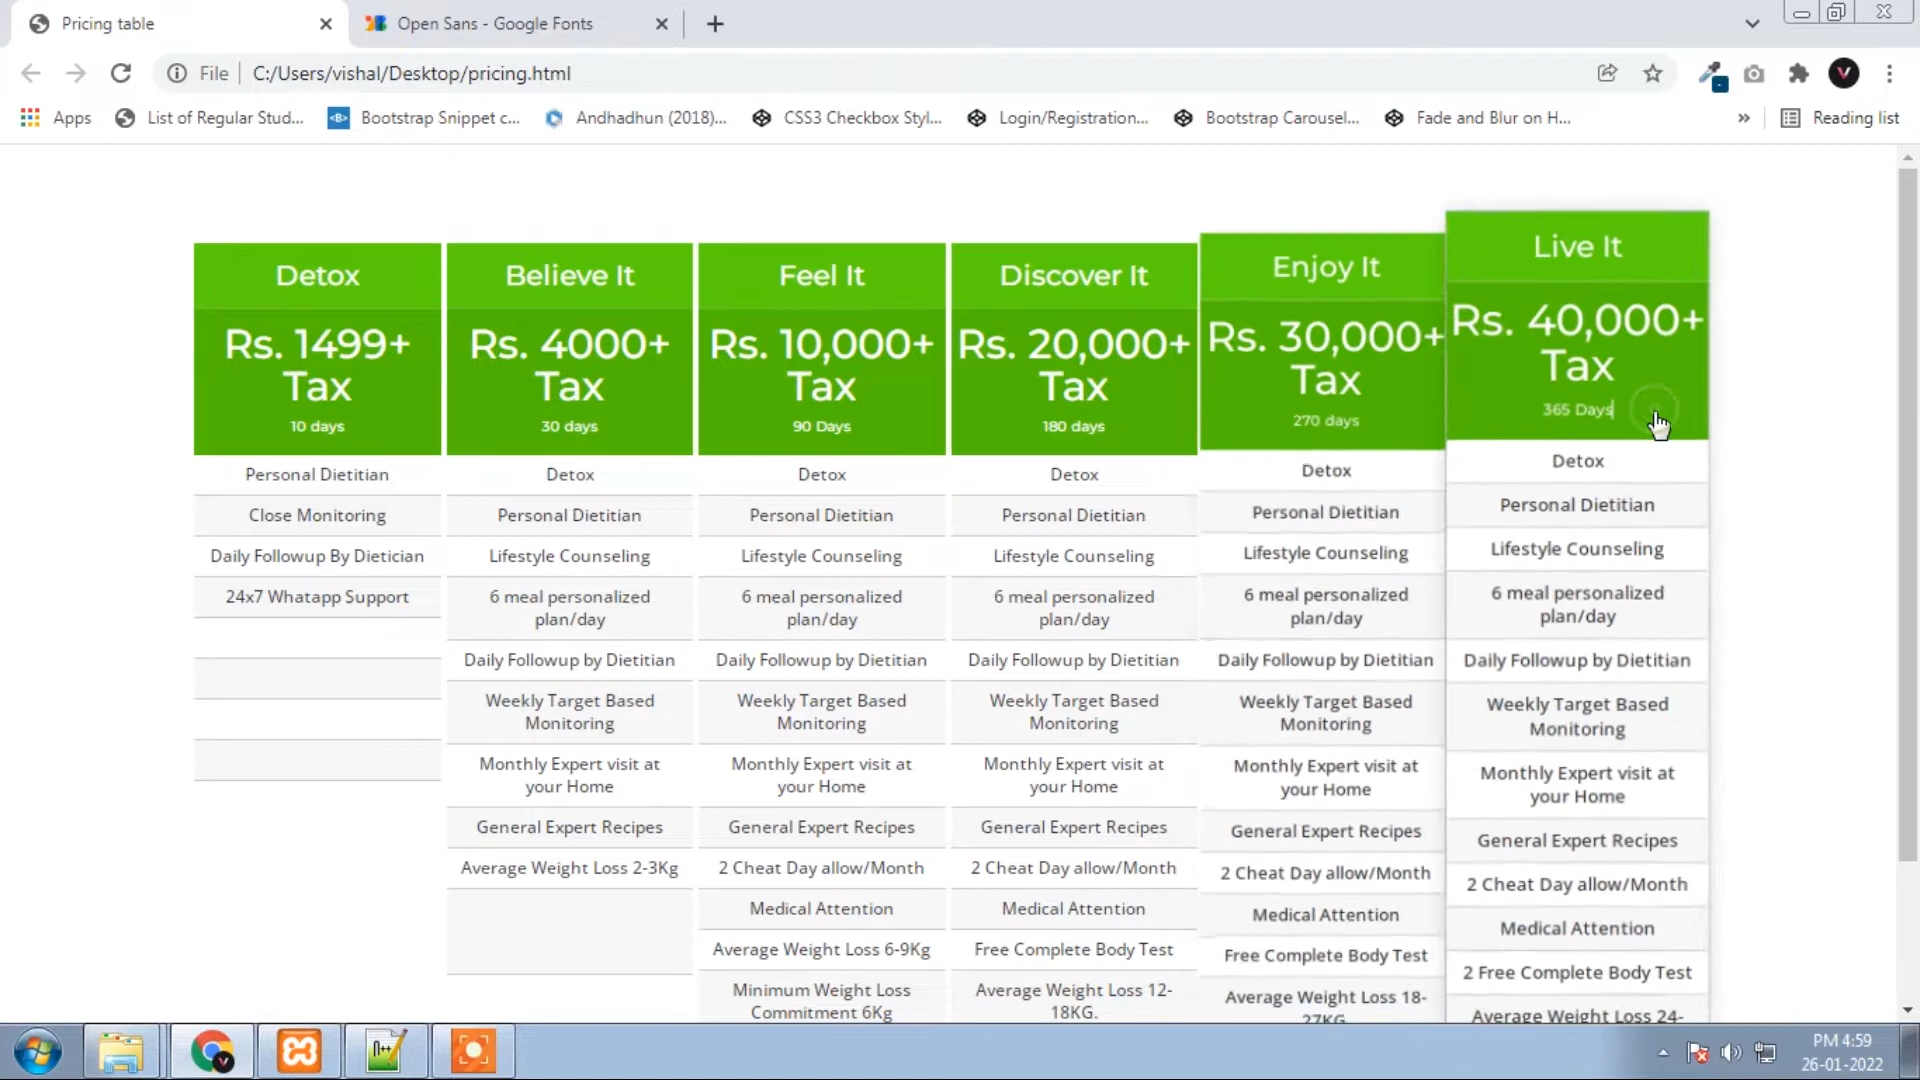 Pricing table
Open Sans - Google Fonts
File
C:/Users/vishal/Desktop/pricing.html
Apps
List of Regular Stud...
Bootstrap Snippet c...
Andhadhun (2018)...
CSS3 Checkbox Styl...
Login/Registration...
Bootstrap Carousel...
Fade and Blur on H...
»
Reading list
Detox
Rs. 1499+
Tax
10 days
Personal Dietitian
Close Monitoring
Daily Followup By Dietician
24x7 Whatapp Support
Believe It
Rs. 4000+
Tax
30 days
Detox
Personal Dietitian
Lifestyle Counseling
6 meal personalized
plan/day
Daily Followup by Dietitian
Weekly Target Based
Monitoring
Monthly Expert visit at
your Home
General Expert Recipes
Average Weight Loss 2-3Kg
Feel It
Rs. 10,000+
Tax
90 Days
Detox
Personal Dietitian
Lifestyle Counseling
6 meal personalized
plan/day
Daily Followup by Dietitian
Weekly Target Based
Monitoring
Monthly Expert visit at
your Home
General Expert Recipes
2 Cheat Day allow/Month
Medical Attention
Average Weight Loss 6-9Kg
Minimum Weight Loss
Commitment 6Kg
Discover It
Rs. 20,000+
Tax
180 days
Detox
Personal Dietitian
Lifestyle Counseling
6 meal personalized
plan/day
Daily Followup by Dietitian
Weekly Target Based
Monitoring
Monthly Expert visit at
your Home
General Expert Recipes
2 Cheat Day allow/Month
Medical Attention
Free Complete Body Test
Average Weight Loss 12-
18KG.
Enjoy It
Rs. 30,000+
Tax
270 days
Detox
Personal Dietitian
Lifestyle Counseling
6 meal personalized
plan/day
Daily Followup by Dietitian
Weekly Target Based
Monitoring
Monthly Expert visit at
your Home
General Expert Recipes
2 Cheat Day allow/Month
Medical Attention
Free Complete Body Test
Average Weight Loss 18-
27KG
Live It
Rs. 40,000+
Tax
365 Days
Detox
Personal Dietitian
Lifestyle Counseling
6 meal personalized
plan/day
Daily Followup by Dietitian
Weekly Target Based
Monitoring
Monthly Expert visit at
your Home
General Expert Recipes
2 Cheat Day allow/Month
Medical Attention
2 Free Complete Body Test
Average Weight Loss 24-
PM 4:59
26-01-2022